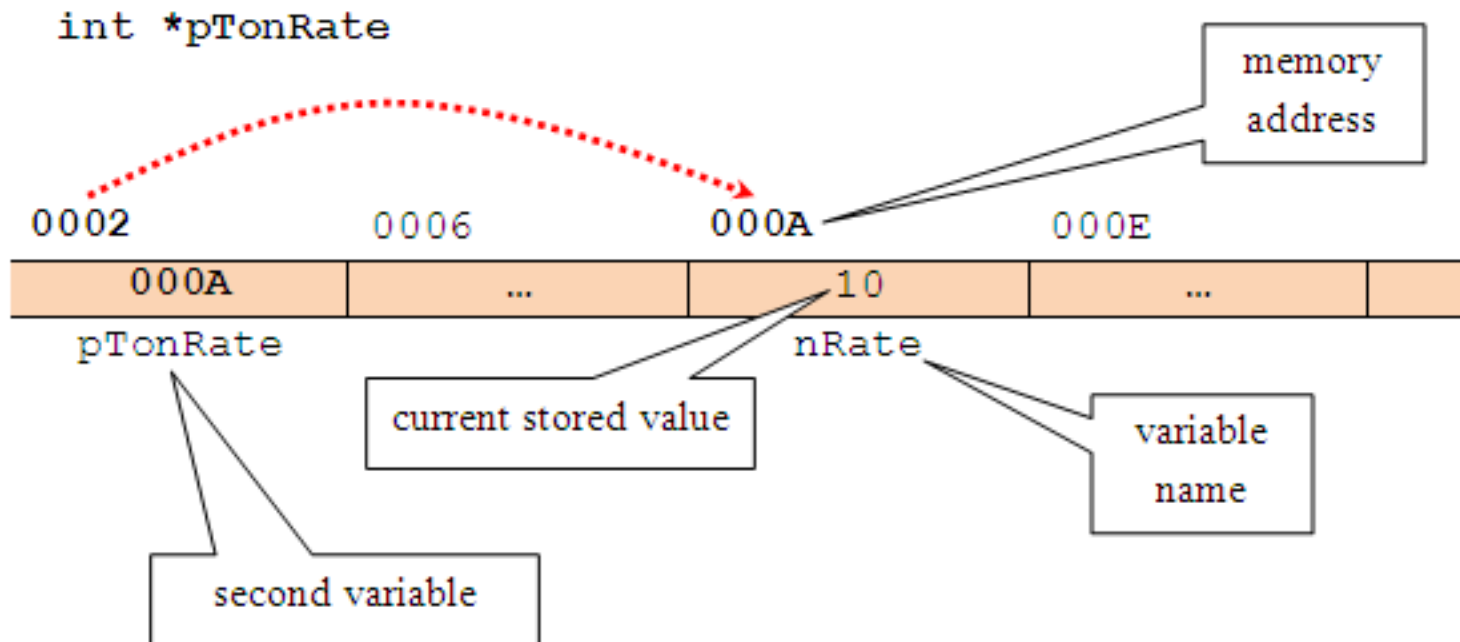 int *pTonRate
memory
address
0002 0006 000A 000E
000A … 10 …
pTonRate nRate
current stored value
variable
name
second variable